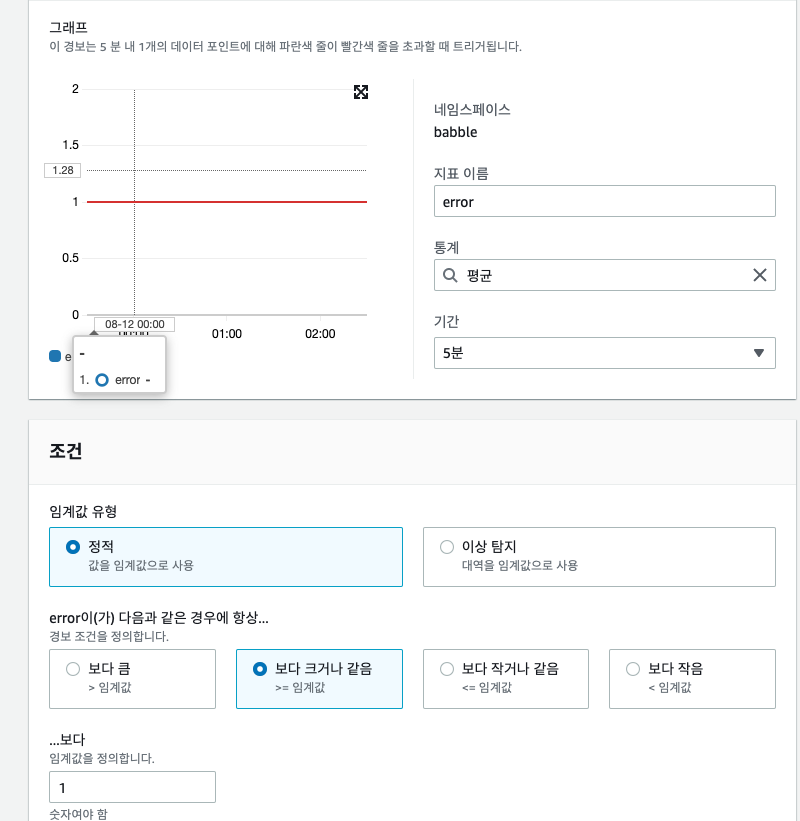 그래프
이 경보는 5 분 내 1개의 데이터 포인트에 대해 파란색 줄이 빨간색 줄을 초과할 때 트리거됩니다.
2
1.5
1.28
1
0.5
0
08-12 00:00
01:00
02:00
e
-
1. error -
네임스페이스
babble
지표 이름
error
통계
평균
기간
5분
조건
임계값 유형
정적
값을 임계값으로 사용
이상 탐지
대역을 임계값으로 사용
error이(가) 다음과 같은 경우에 항상...
경보 조건을 정의합니다.
보다 큼
> 임계값
보다 크거나 같음
>= 임계값
보다 작거나 같음
<= 임계값
보다 작음
< 임계값
...보다
임계값을 정의합니다.
1
숫자여야 함